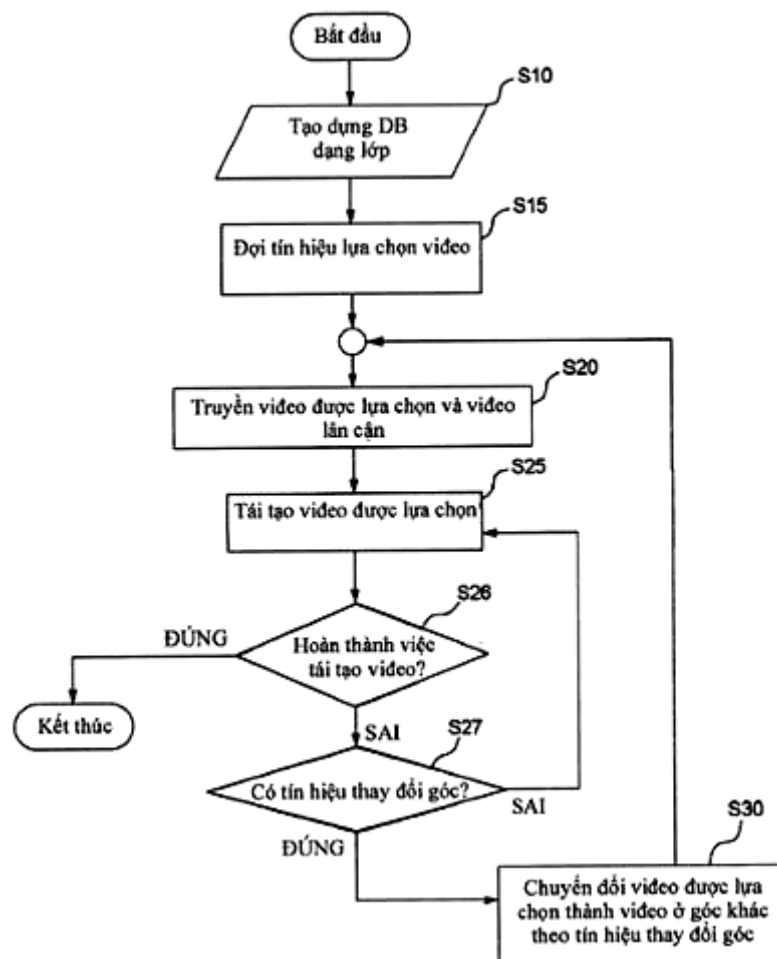 Bắt đầu
S10
Tạo dựng DB
dạng lớp
S15
Đợi tín hiệu lựa chọn video
S20
Truyền video được lựa chọn và video
lân cận
S25
Tái tạo video được lựa chọn
S26
ĐÚNG
Hoàn thành việc
tái tạo video?
Kết thúc
SAI
S27
Có tín hiệu thay đổi góc?
SAI
ĐÚNG
S30
Chuyển đổi video được lựa
chọn thành video ở góc khác
theo tín hiệu thay đổi góc